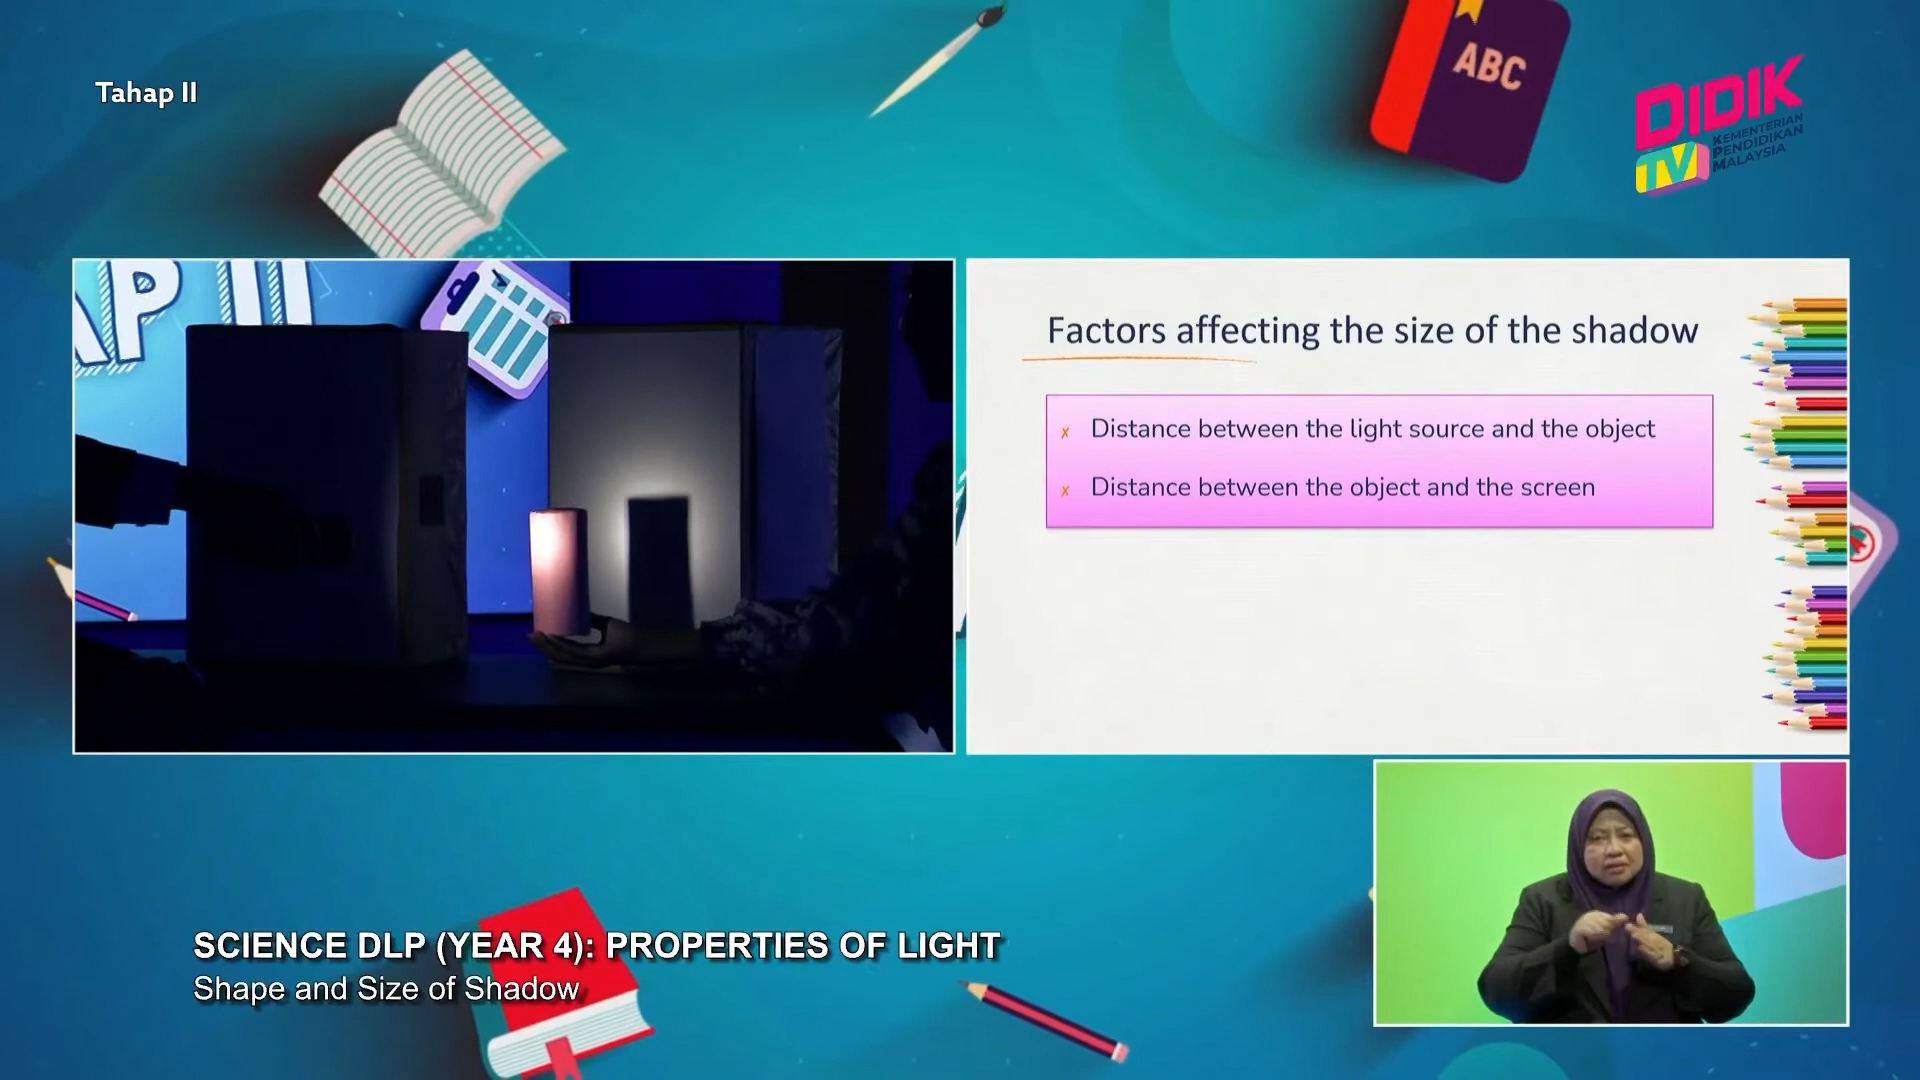 Tahap II
ABC
DIDIK
TV
KEMENTERIAN
PENDIDIKAN
MALAYSIA
AP II
Factors affecting the size of the shadow
✗ Distance between the light source and the object
✗ Distance between the object and the screen
SCIENCE DLP (YEAR 4): PROPERTIES OF LIGHT
Shape and Size of Shadow